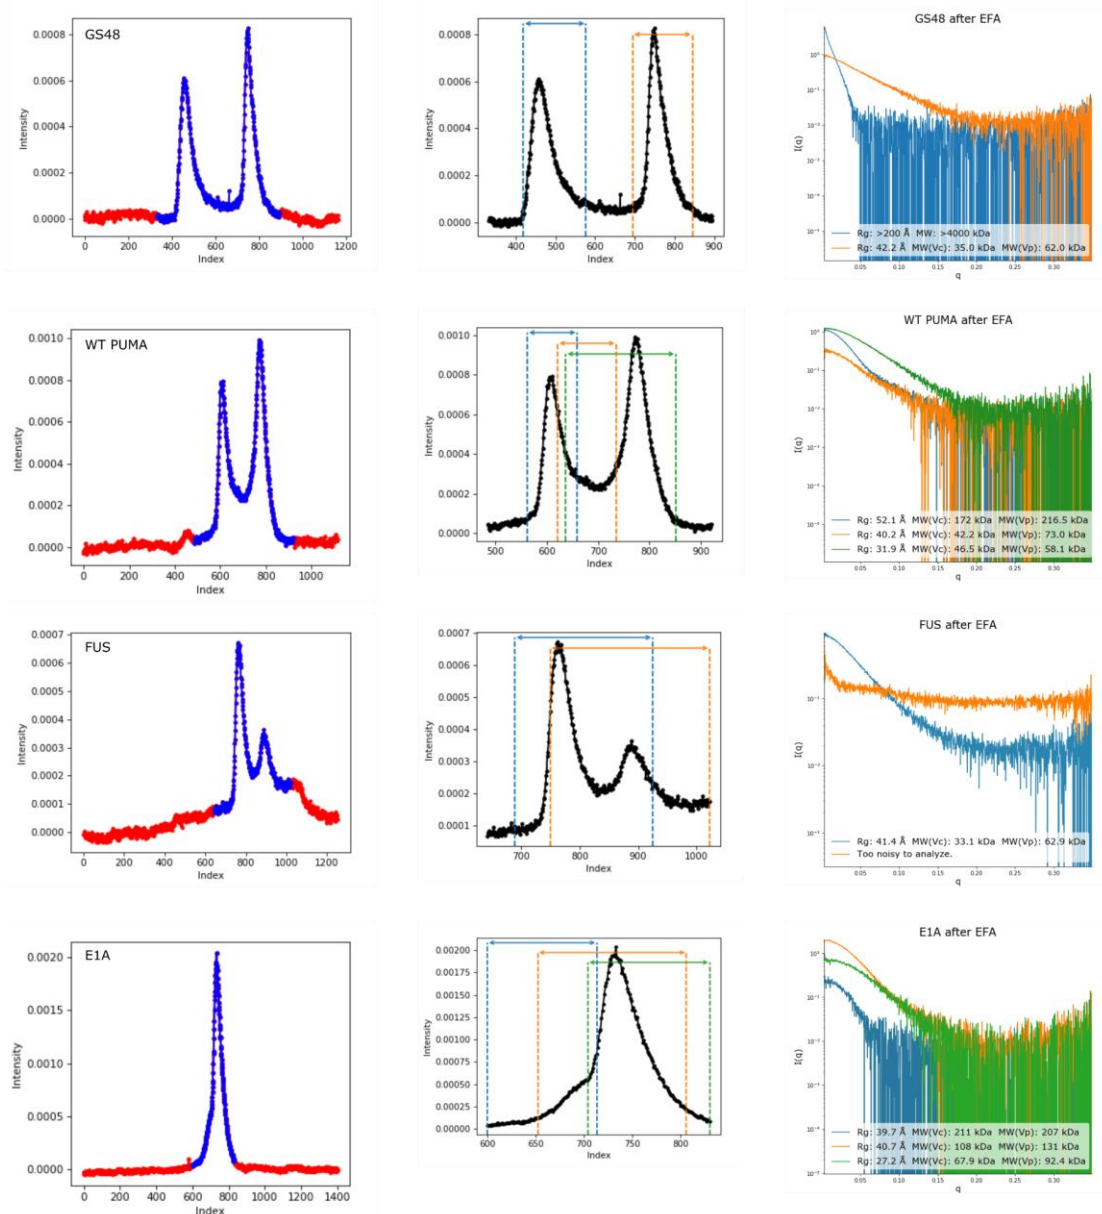 GS48
0.0008
0.0006
0.0004
0.0002
0.0000
Intensity
0 200 400 600 800 1000 1200
Index
0.0008
0.0006
0.0004
0.0002
0.0000
Intensity
400 500 600 700 800 900
Index
GS48 after EFA
I(q)
Rg: >200 Å MW: >4000 kDa
Rg: 42.2 Å MW(Vc): 35.0 kDa MW(Vp): 62.0 kDa
0.05 0.10 0.15 0.20 0.25 0.30
q
WT PUMA
0.0010
0.0008
0.0006
0.0004
0.0002
0.0000
Intensity
0 200 400 600 800 1000
Index
0.0010
0.0008
0.0006
0.0004
0.0002
0.0000
Intensity
500 600 700 800 900
Index
WT PUMA after EFA
I(q)
Rg: 52.1 Å MW(Vc): 172 kDa MW(Vp): 216.5 kDa
Rg: 40.2 Å MW(Vc): 42.2 kDa MW(Vp): 73.0 kDa
Rg: 31.9 Å MW(Vc): 46.5 kDa MW(Vp): 58.1 kDa
0.05 0.10 0.15 0.20 0.25 0.30
q
FUS
0.0007
0.0006
0.0005
0.0004
0.0003
0.0002
0.0001
0.0000
Intensity
0 200 400 600 800 1000 1200
Index
0.0007
0.0006
0.0005
0.0004
0.0003
0.0002
0.0001
Intensity
700 800 900 1000
Index
FUS after EFA
I(q)
Rg: 41.4 Å MW(Vc): 33.1 kDa MW(Vp): 62.9 kDa
Too noisy to analyze.
0.05 0.10 0.15 0.20 0.25 0.30
q
E1A
0.0020
0.0015
0.0010
0.0005
0.0000
Intensity
0 200 400 600 800 1000 1200 1400
Index
0.00200
0.00175
0.00150
0.00125
0.00100
0.00075
0.00050
0.00025
0.00000
Intensity
600 650 700 750 800
Index
E1A after EFA
I(q)
Rg: 39.7 Å MW(Vc): 211 kDa MW(Vp): 207 kDa
Rg: 40.7 Å MW(Vc): 108 kDa MW(Vp): 131 kDa
Rg: 27.2 Å MW(Vc): 67.9 kDa MW(Vp): 92.4 kDa
0.05 0.10 0.15 0.20 0.25 0.30
q